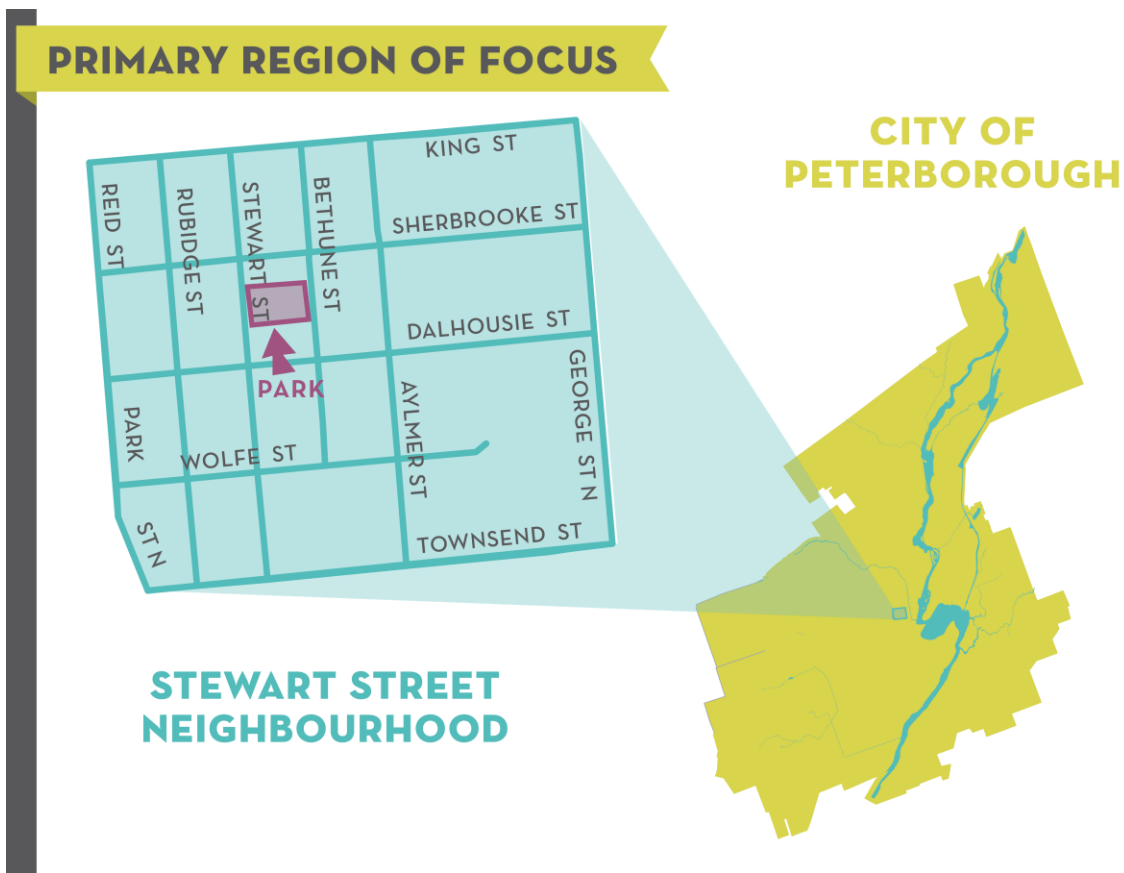 PRIMARY REGION OF FOCUS
CITY OF
PETERBOROUGH
KING ST
REID ST
RUBIDGE ST
STEWART ST
BETHUNE ST
SHERBROOKE ST
DALHOUSIE ST
PARK
PARK ST N
AYLMER ST
GEORGE ST N
WOLFE ST
TOWNSEND ST
STEWART STREET
NEIGHBOURHOOD